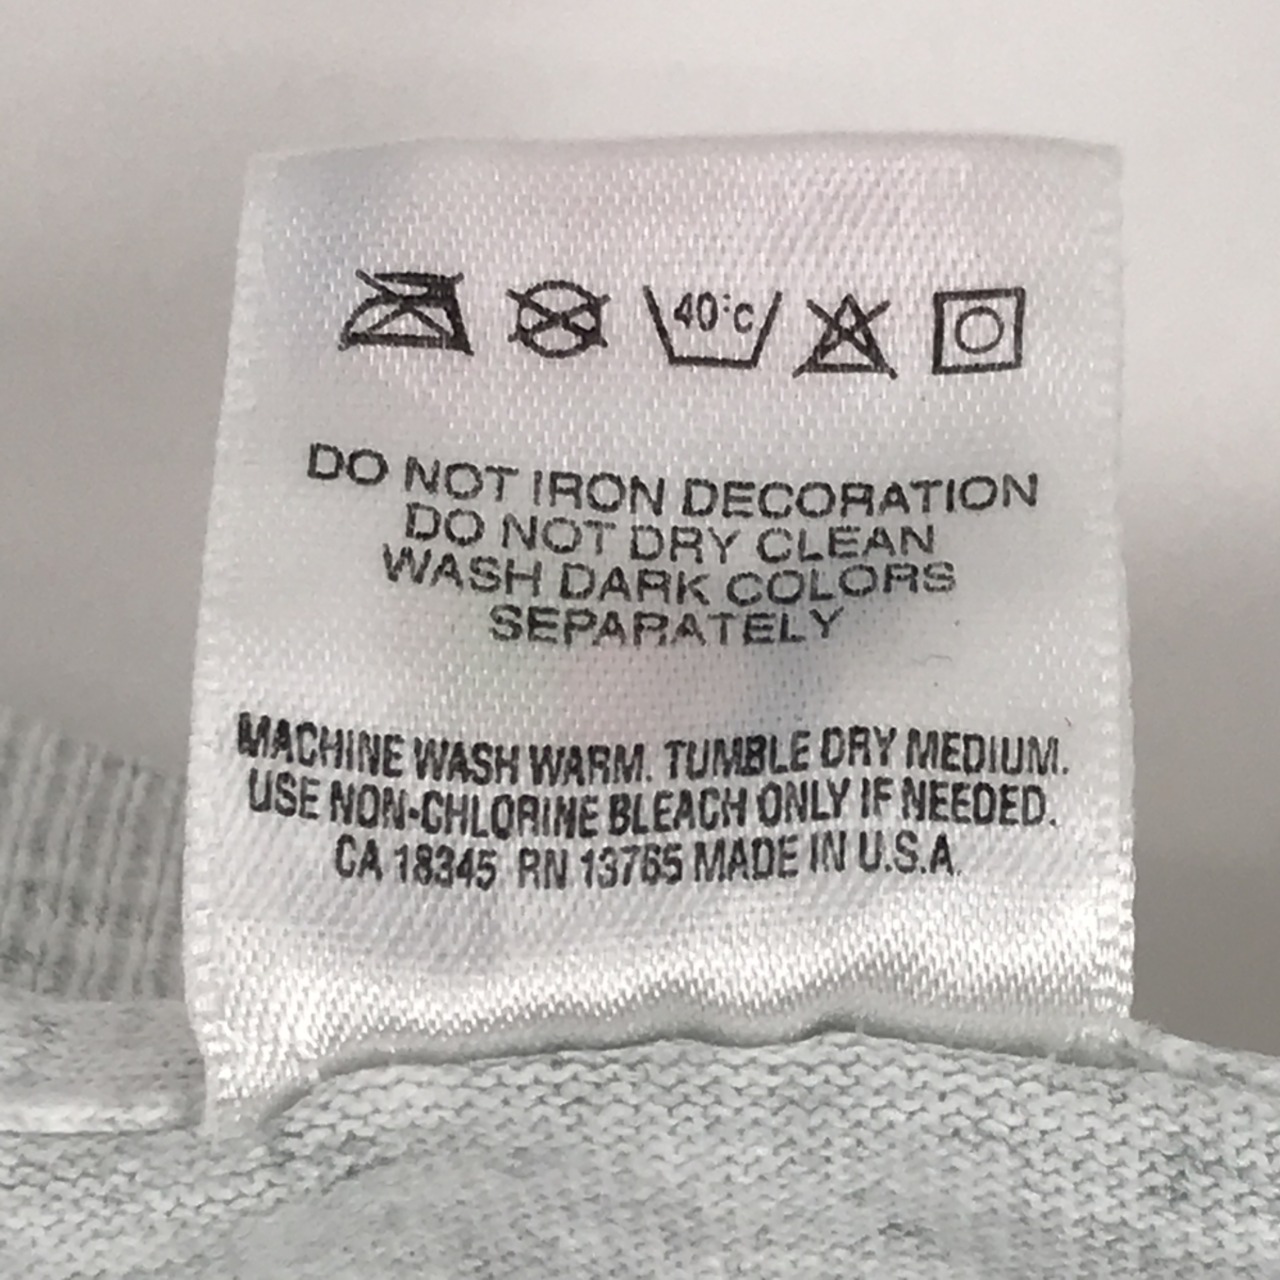 40°C
DO NOT IRON DECORATION
DO NOT DRY CLEAN
WASH DARK COLORS
SEPARATELY
MACHINE WASH WARM. TUMBLE DRY MEDIUM.
USE NON-CHLORINE BLEACH ONLY IF NEEDED.
CA 18345 RN 13765 MADE IN U.S.A.